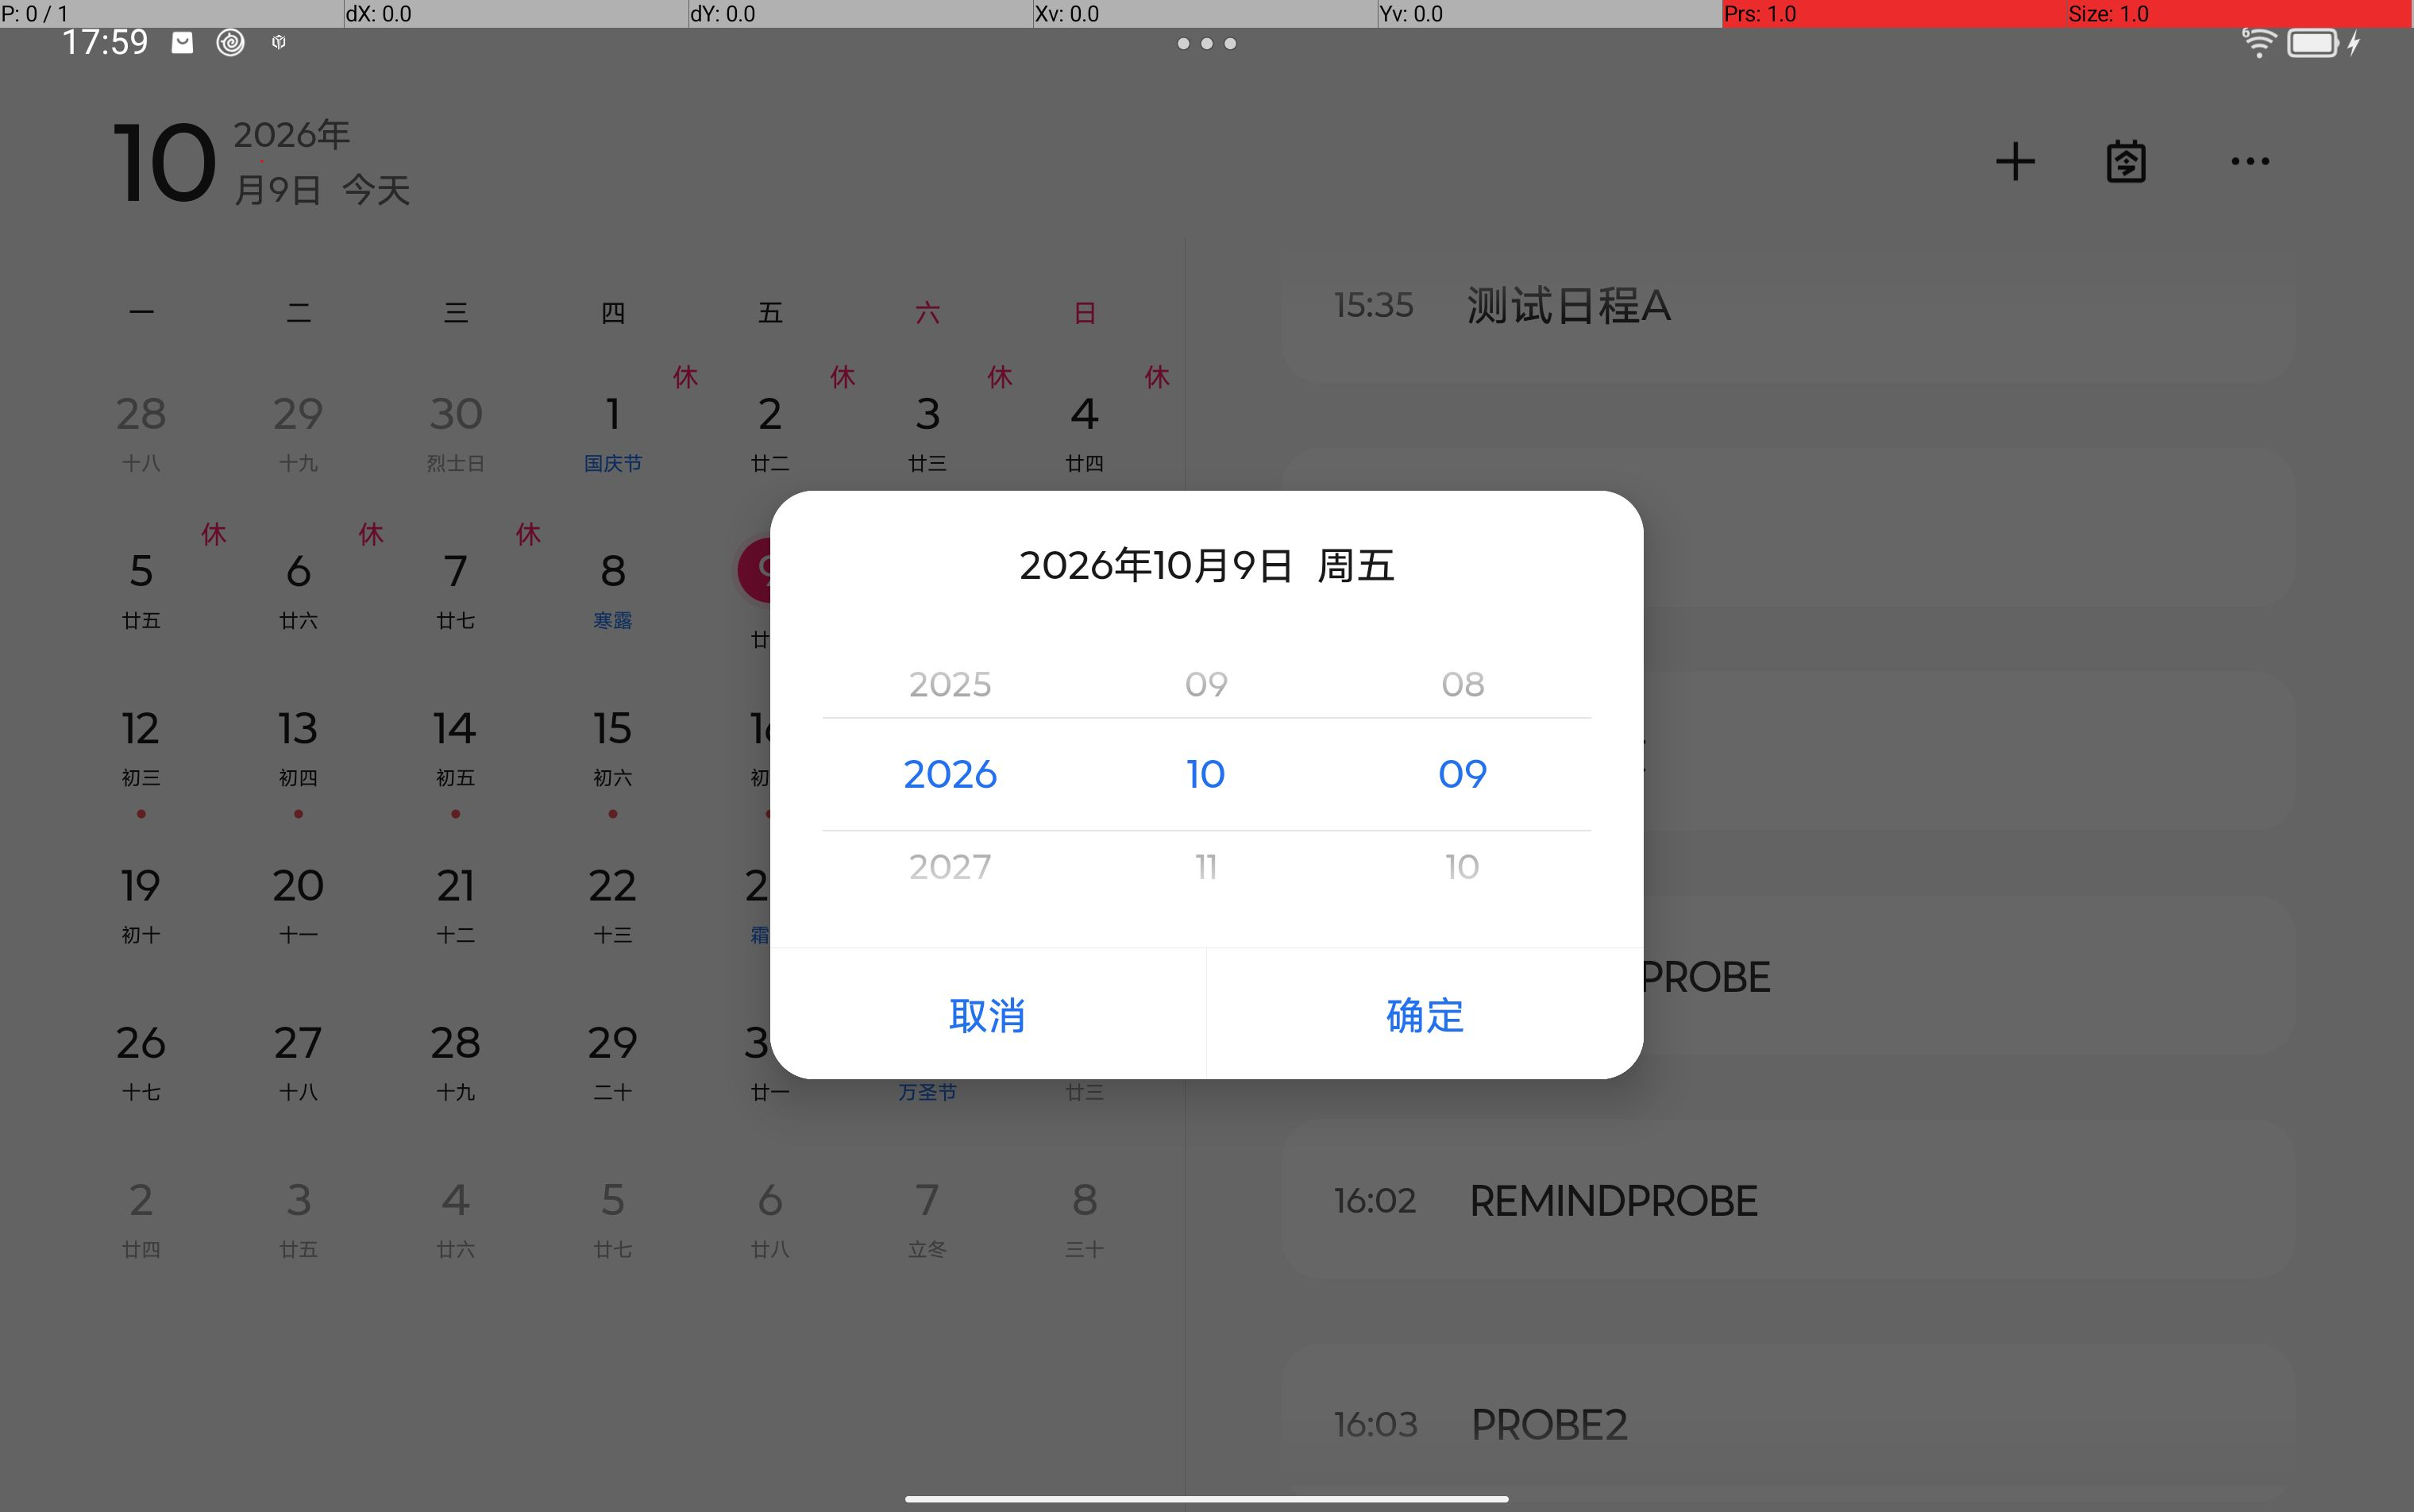 P: 0 / 1 dX: 0.0 dY: 0.0 Xv: 0.0 Yv: 0.0 Prs: 1.0 Size: 1.0
17:59 6
10 2026年
月9日 今天
一 二 三 四 五 六 日
休 休 休 休
28 29 30 1 2 3 4
十八 十九 烈士日 国庆节 廿二 廿三 廿四
休 休 休
5 6 7 8
廿五 廿六 廿七 寒露 廿
12 13 14 15
初三 初四 初五 初六 初
19 20 21 22 2
初十 十一 十二 十三 霜
26 27 28 29 3
十七 十八 十九 二十 廿一 万圣节 廿三
2 3 4 5 6 7 8
廿四 廿五 廿六 廿七 廿八 立冬 三十
15:35 测试日程A
PROBE
16:02 REMINDPROBE
16:03 PROBE2
2026年10月9日 周五
2025 09 08
2026 10 09
2027 11 10
取消 确定